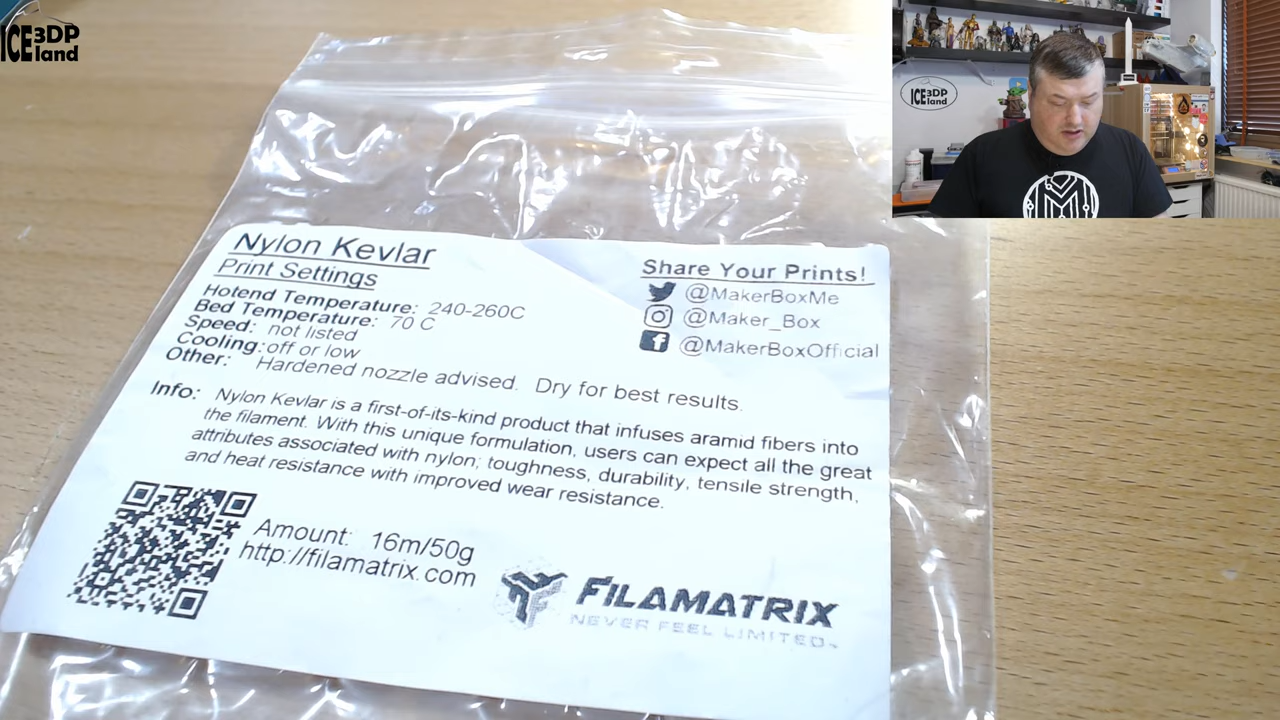 ICE 3DP land
Nylon Kevlar
Print Settings
Hotend Temperature: 240-260C
Bed Temperature: 70 C
Speed: not listed
Cooling: off or low
Other: Hardened nozzle advised. Dry for best results.
Share Your Prints!
@MakerBoxMe
@Maker_Box
@MakerBoxOfficial
Info: Nylon Kevlar is a first-of-its-kind product that infuses aramid fibers into
the filament. With this unique formulation, users can expect all the great
attributes associated with nylon; toughness, durability, tensile strength,
and heat resistance with improved wear resistance.
Amount: 16m/50g
http://filamatrix.com
FILAMATRIX
NEVER FEEL LIMITED
ICE 3DP land